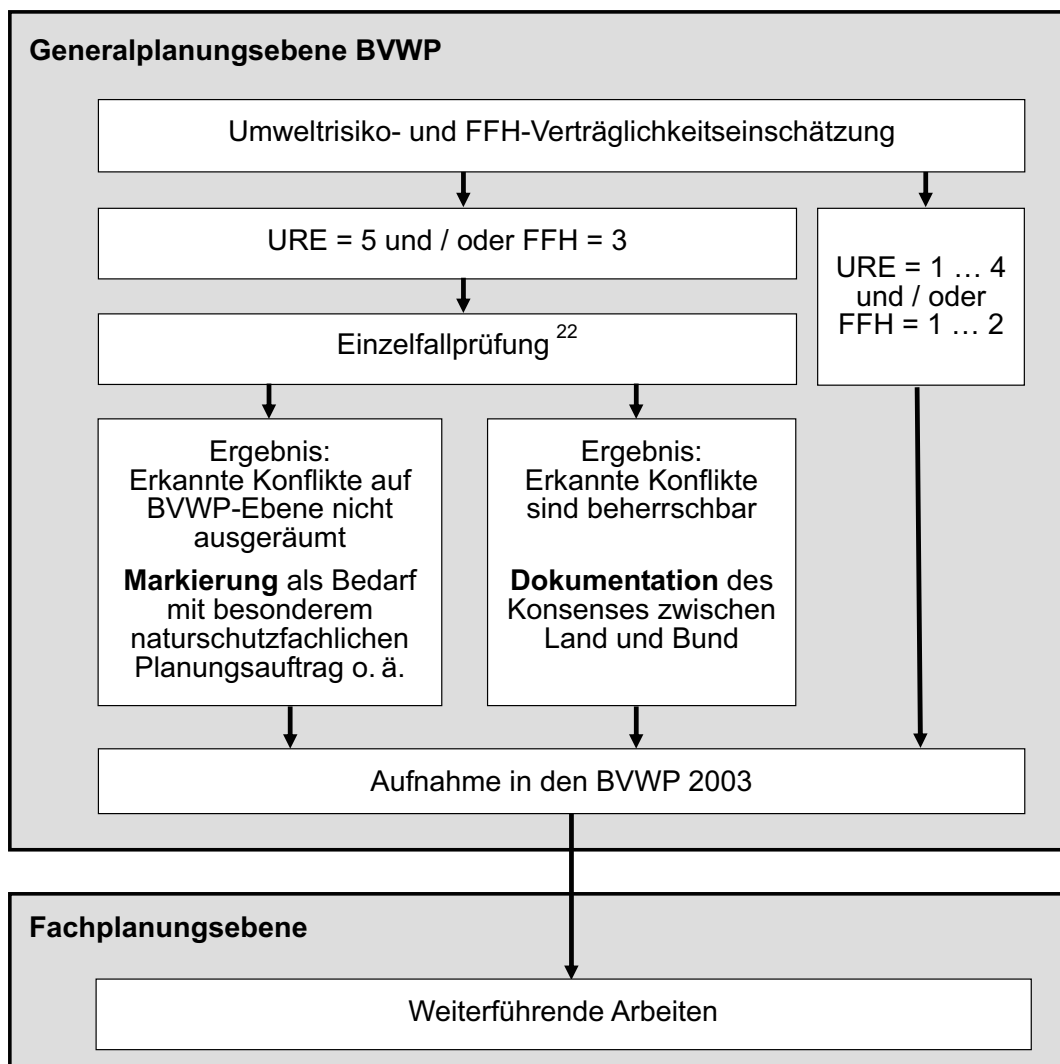 Generalplanungsebene BVWP
Umweltrisiko- und FFH-Verträglichkeitseinschätzung
URE = 5 und / oder FFH = 3
URE = 1 … 4
und / oder
FFH = 1 … 2
Einzelfallprüfung 22
Ergebnis:
Erkannte Konflikte auf
BVWP-Ebene nicht
ausgeräumt
Markierung als Bedarf
mit besonderem
naturschutzfachlichen
Planungsauftrag o. ä.
Ergebnis:
Erkannte Konflikte
sind beherrschbar
Dokumentation des
Konsenses zwischen
Land und Bund
Aufnahme in den BVWP 2003
Fachplanungsebene
Weiterführende Arbeiten